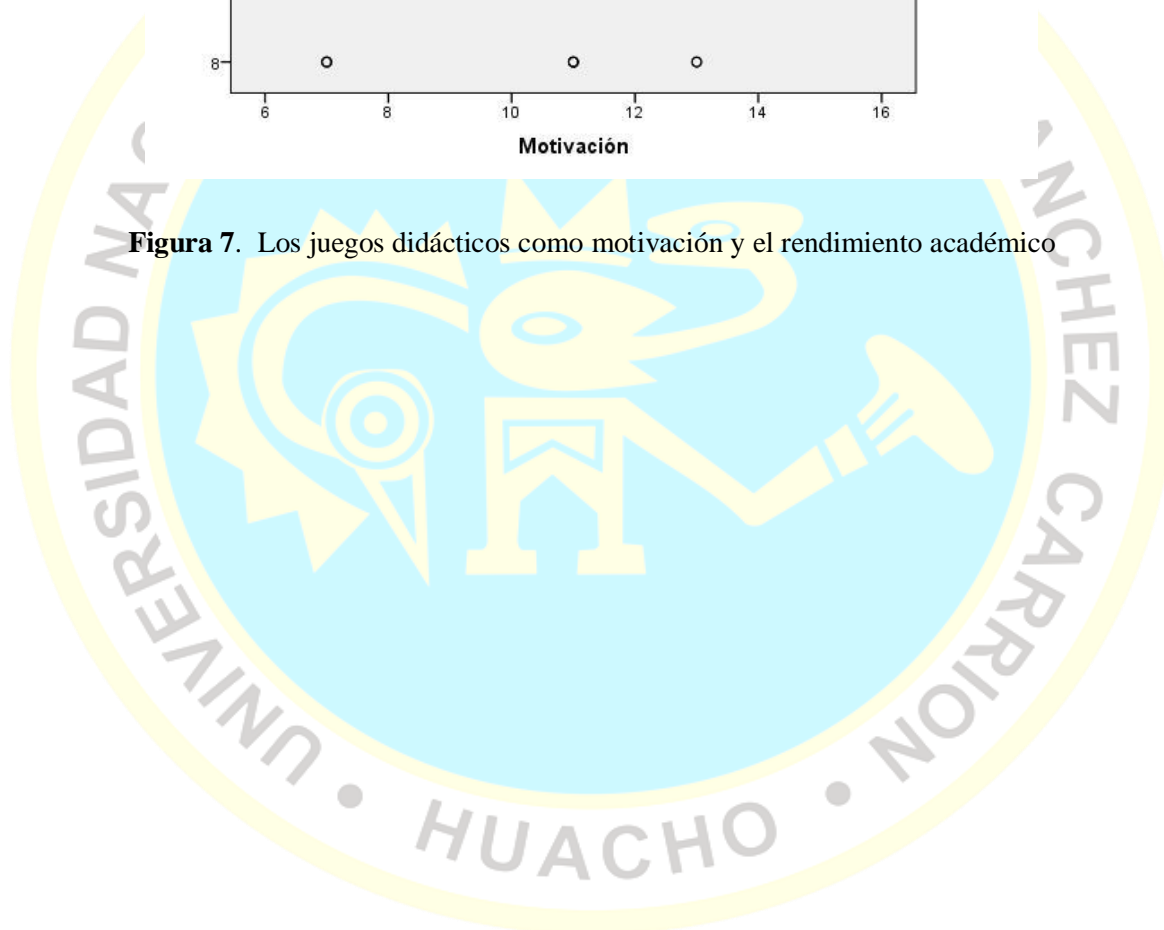 8
6 8 10 12 14 16
Motivación
Figura 7. Los juegos didácticos como motivación y el rendimiento académico
UNIVERSIDAD NAC
NCHEZ CARRION
• HUACHO •